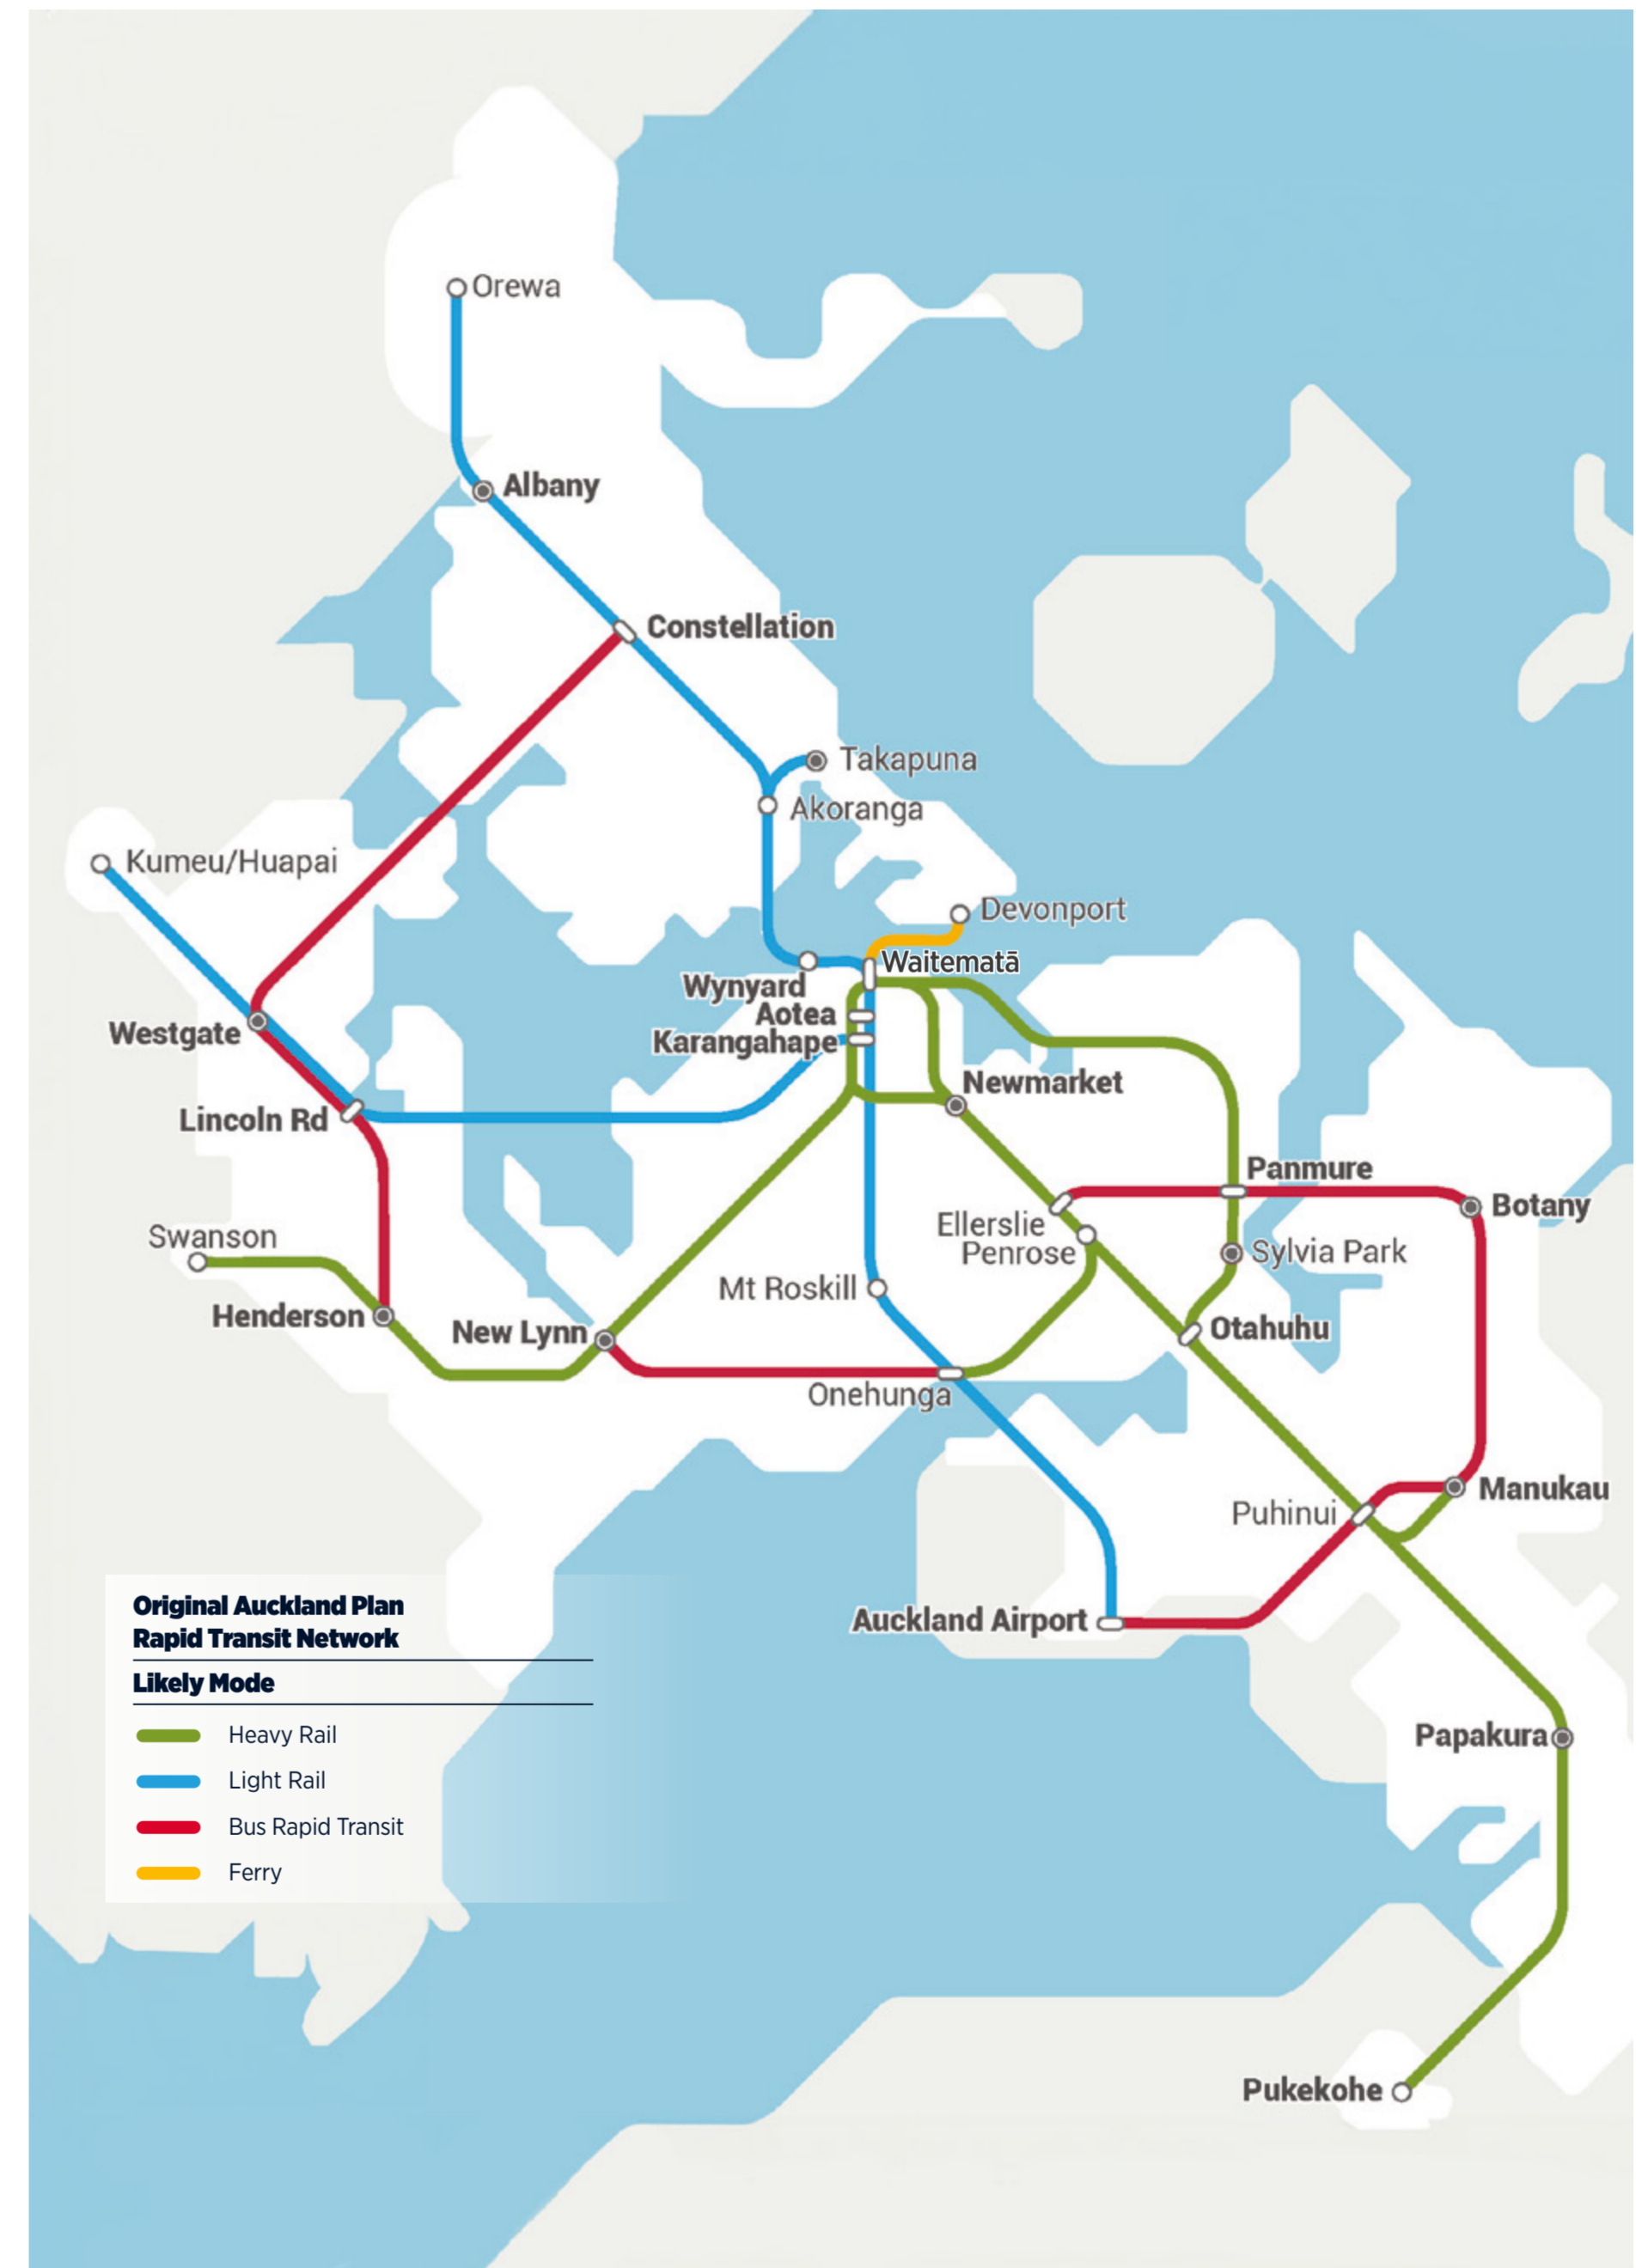 Orewa
Albany
Constellation
Takapuna
Akoranga
Kumeu/Huapai
Devonport
Waitematā
Wynyard
Aotea
Karangahape
Westgate
Newmarket
Lincoln Rd
Panmure
Botany
Ellerslie
Penrose
Sylvia Park
Swanson
Mt Roskill
Henderson
New Lynn
Otahuhu
Onehunga
Manukau
Puhinui
Auckland Airport
Original Auckland Plan
Rapid Transit Network
Likely Mode
Heavy Rail
Light Rail
Bus Rapid Transit
Ferry
Papakura
Pukekohe